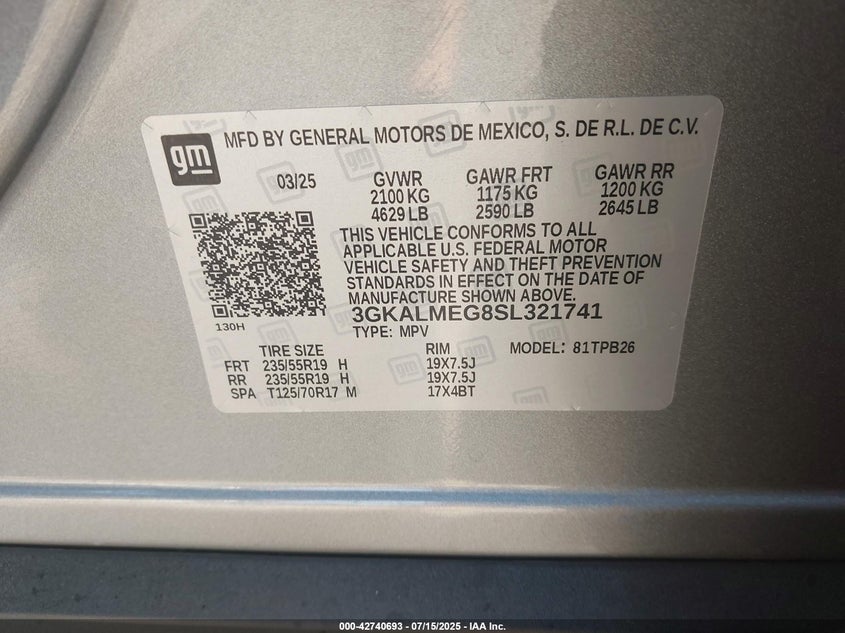 gm
MFD BY GENERAL MOTORS DE MEXICO, S. DE R.L. DE C.V.
03/25 GVWR GAWR FRT GAWR RR
2100 KG 1175 KG 1200 KG
4629 LB 2590 LB 2645 LB
THIS VEHICLE CONFORMS TO ALL
APPLICABLE U.S. FEDERAL MOTOR
VEHICLE SAFETY AND THEFT PREVENTION
STANDARDS IN EFFECT ON THE DATE OF
MANUFACTURE SHOWN ABOVE.
130H
3GKALMEG8SL321741
TYPE: MPV
TIRE SIZE RIM MODEL: 81TPB26
FRT 235/55R19 H 19X7.5J
RR 235/55R19 H 19X7.5J
SPA T125/70R17 M 17X4BT
000-42740693 - 07/15/2025 - IAA Inc.